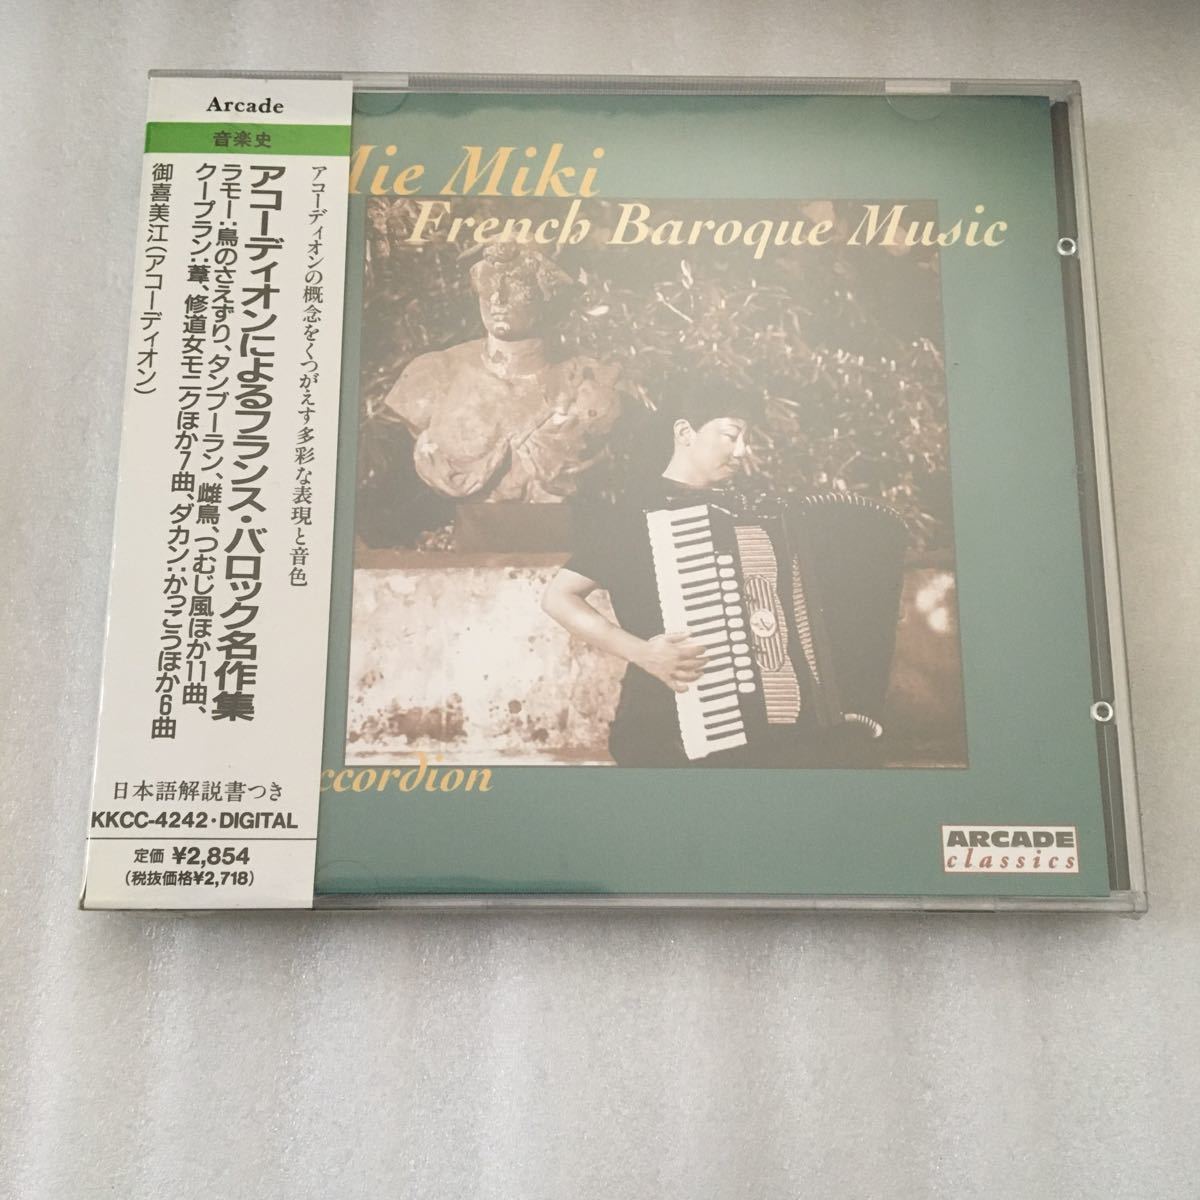 Arcade
音楽史
アコーディオンの概念をくつがえす多彩な表現と音色
アコーディオンによるフランス・バロック名作集
ラモー:鳥のさえずり、タンブーラン、雌鳥、つむじ風ほか11曲、
クープラン:葦、修道女モニクほか7曲、ダカン:かっこうほか6曲
御喜美江(アコーディオン)
日本語解説書つき
KKCC-4242・DIGITAL
定価 ¥2,854
(税抜価格¥2,718)
Mie Miki
French Baroque Music
ccordion
ARCADE
classics